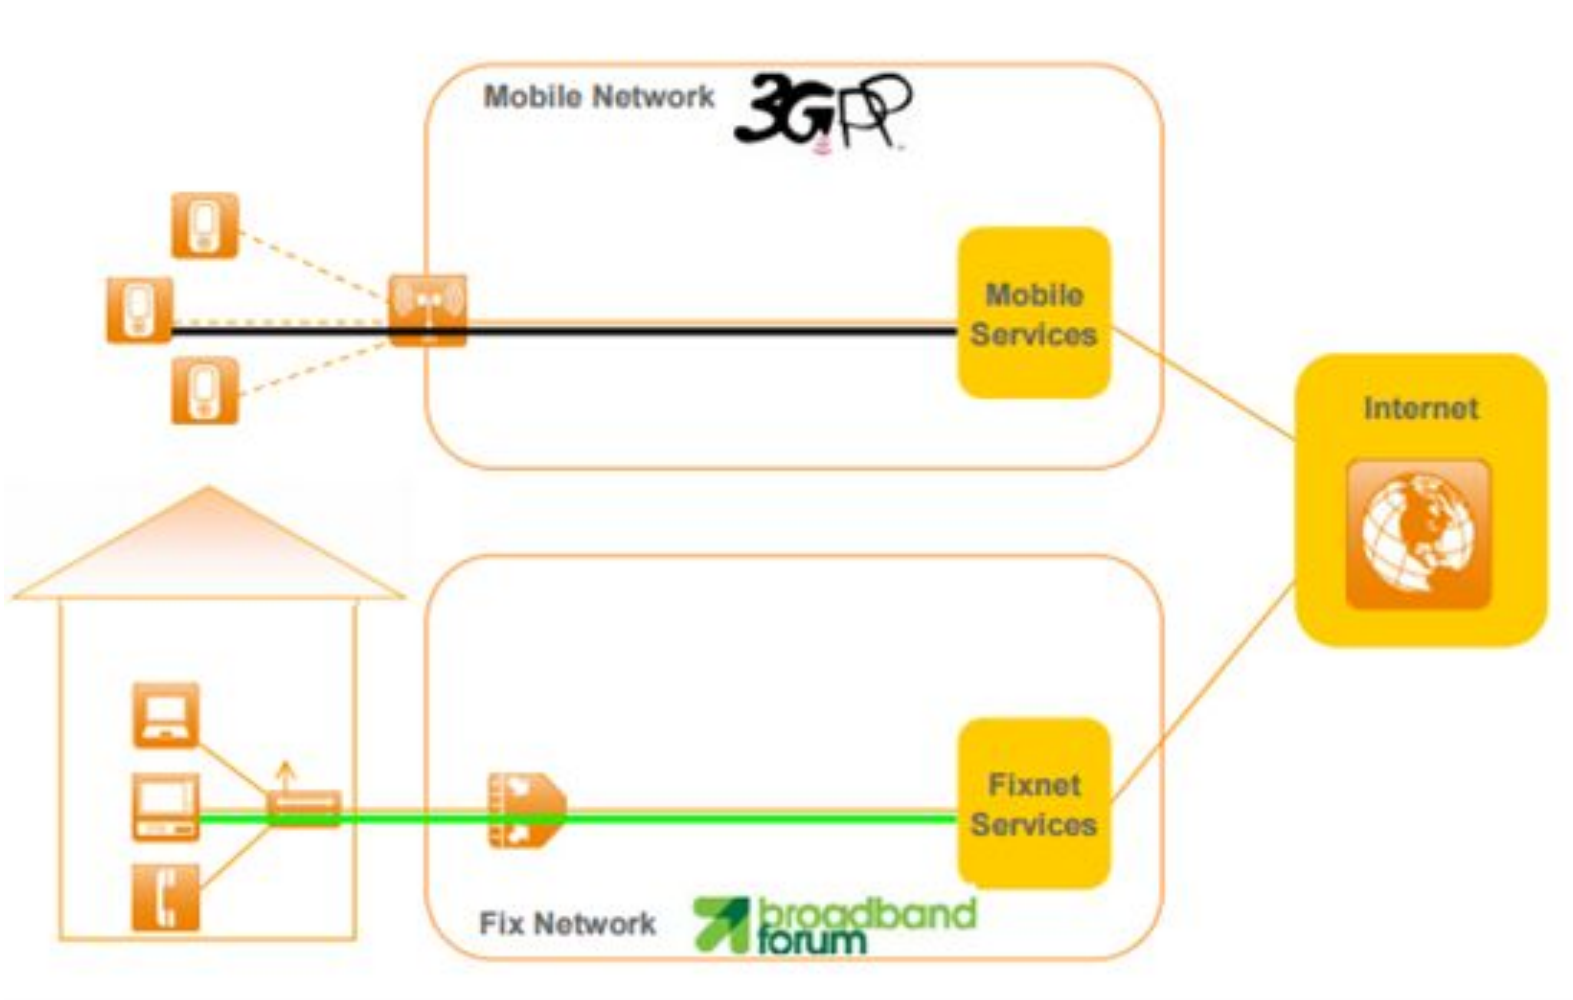 Mobile Network 3GPP
Mobile
Services
Internet
Fixnet
Services
Fix Network
broadband
forum